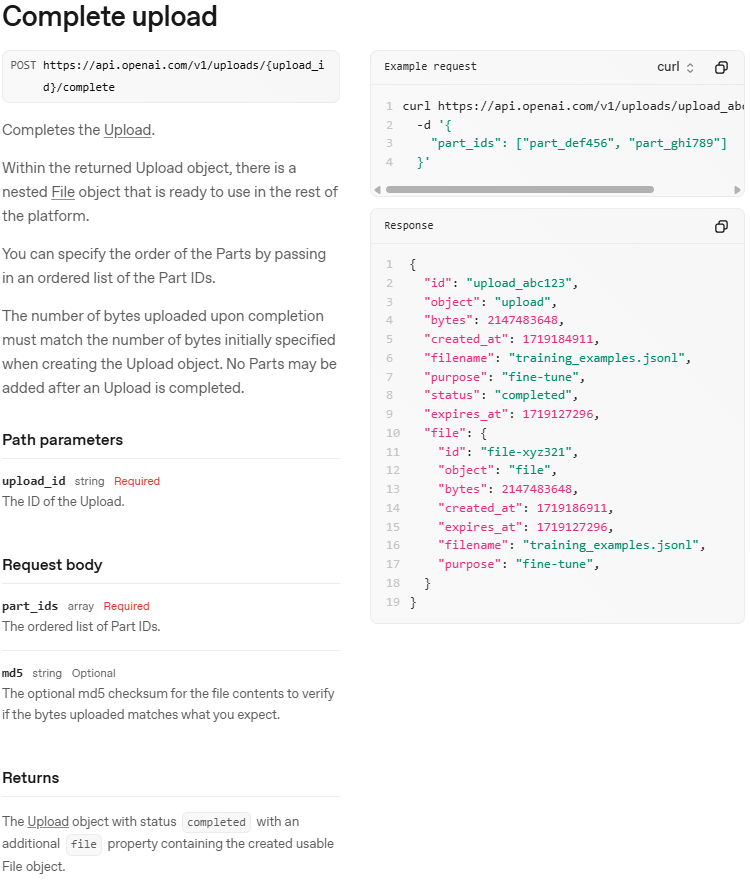 Complete upload
POST https://api.openai.com/v1/uploads/{upload_i
d}/complete
Completes the Upload.
Within the returned Upload object, there is a
nested File object that is ready to use in the rest of
the platform.
You can specify the order of the Parts by passing
in an ordered list of the Part IDs.
The number of bytes uploaded upon completion
must match the number of bytes initially specified
when creating the Upload object. No Parts may be
added after an Upload is completed.
Path parameters
upload_id string Required
The ID of the Upload.
Request body
part_ids array Required
The ordered list of Part IDs.
md5 string Optional
The optional md5 checksum for the file contents to verify
if the bytes uploaded matches what you expect.
Returns
The Upload object with status completed with an
additional file property containing the created usable
File object.
Example request curl
1 curl https://api.openai.com/v1/uploads/upload_abc
2 -d '{
3 "part_ids": ["part_def456", "part_ghi789"]
4 }'
Response
1 {
2 "id": "upload_abc123",
3 "object": "upload",
4 "bytes": 2147483648,
5 "created_at": 1719184911,
6 "filename": "training_examples.jsonl",
7 "purpose": "fine-tune",
8 "status": "completed",
9 "expires_at": 1719127296,
10 "file": {
11 "id": "file-xyz321",
12 "object": "file",
13 "bytes": 2147483648,
14 "created_at": 1719186911,
15 "expires_at": 1719127296,
16 "filename": "training_examples.jsonl",
17 "purpose": "fine-tune",
18 }
19 }